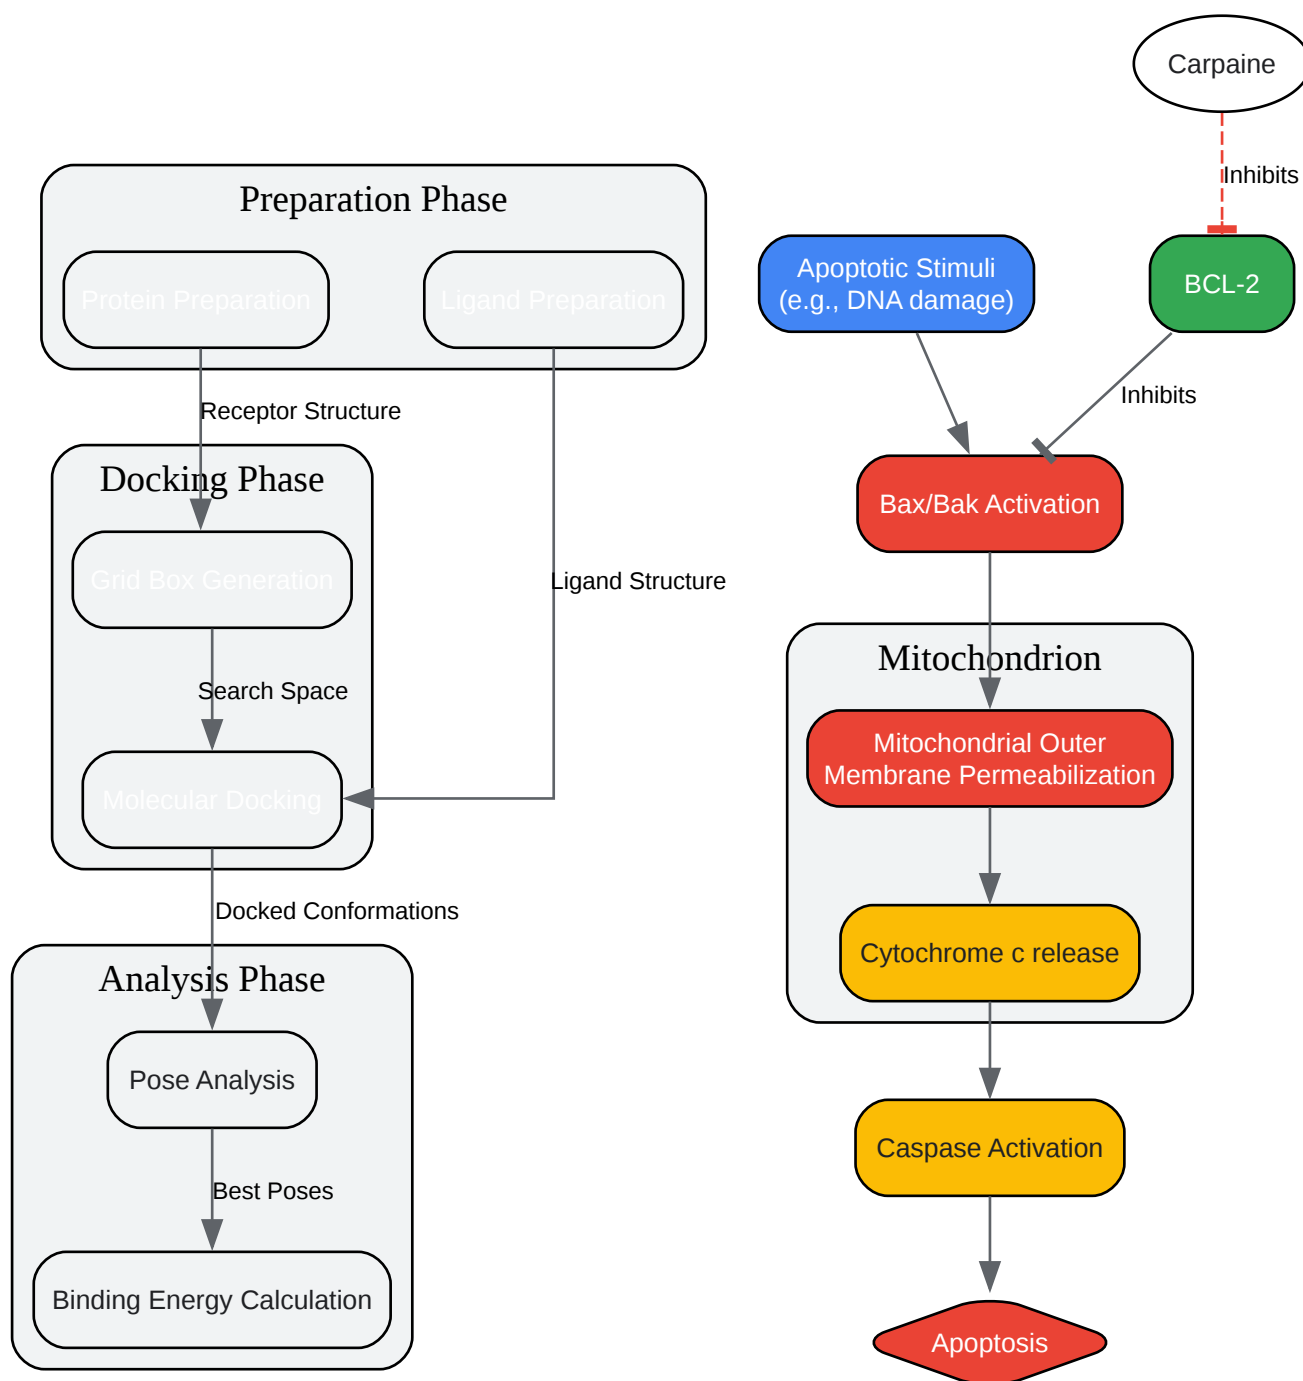 Preparation Phase
Protein Preparation
Ligand Preparation
Receptor Structure
Docking Phase
Grid Box Generation
Ligand Structure
Search Space
Molecular Docking
Docked Conformations
Analysis Phase
Pose Analysis
Best Poses
Binding Energy Calculation
Carpaine
Inhibits
Apoptotic Stimuli
(e.g., DNA damage)
BCL-2
Inhibits
Bax/Bak Activation
Mitochondrion
Mitochondrial Outer
Membrane Permeabilization
Cytochrome c release
Caspase Activation
Apoptosis